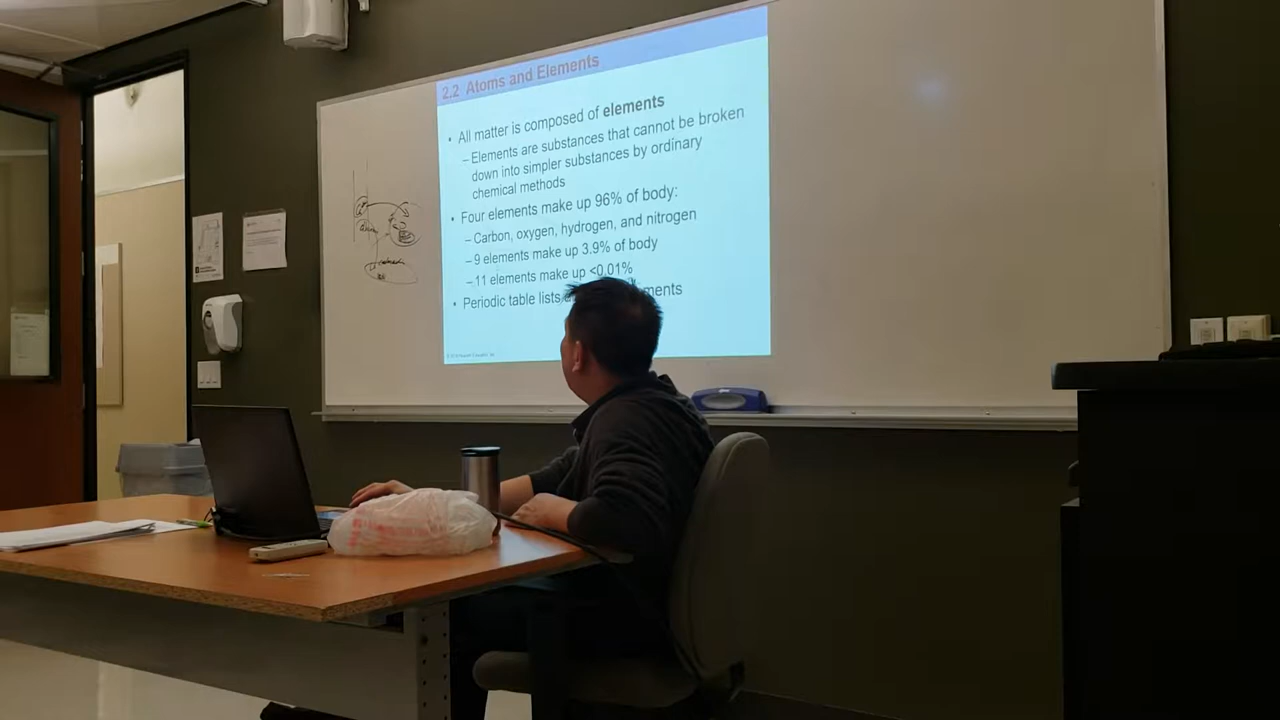 2.2 Atoms and Elements
• All matter is composed of elements
– Elements are substances that cannot be broken
down into simpler substances by ordinary
chemical methods
• Four elements make up 96% of body:
– Carbon, oxygen, hydrogen, and nitrogen
– 9 elements make up 3.9% of body
– 11 elements make up <0.01%
• Periodic table lists